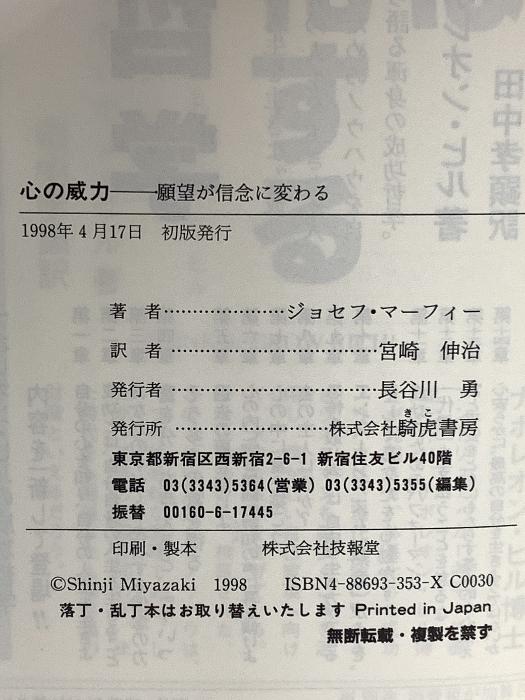 心の威力――願望が信念に変わる
1998年4月17日 初版発行
著 者…………………ジョセフ・マーフィー
訳 者……………………………宮崎 伸治
発行者……………………………長谷川 勇
きこ
発行所……………………株式会社騎虎書房
東京都新宿区西新宿2-6-1 新宿住友ビル40階
電話 03(3343)5364(営業) 03(3343)5355(編集)
振替 00160-6-17445
印刷・製本 株式会社技報堂
©Shinji Miyazaki 1998 ISBN4-88693-353-X C0030
落丁・乱丁本はお取り替えいたします Printed in Japan
無断転載・複製を禁ず